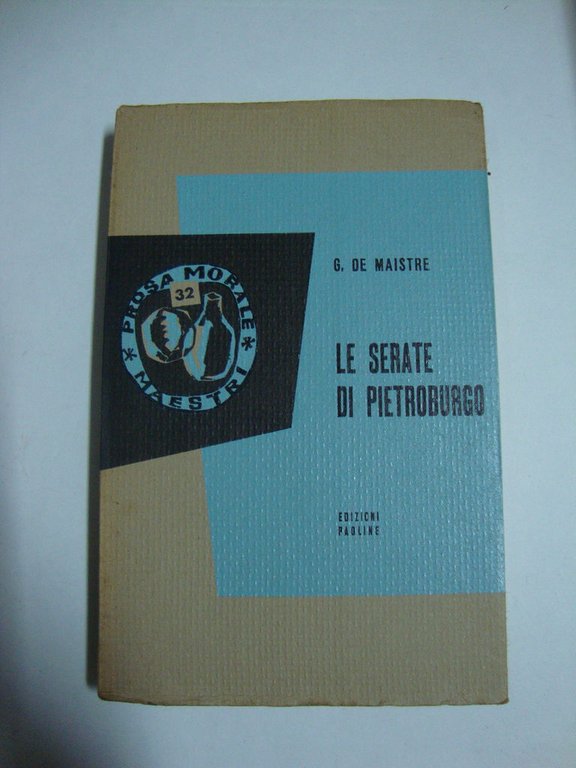 PROSA MORALE
32
* MAESTRI *
G. DE MAISTRE
LE SERATE
DI PIETROBURGO
EDIZIONI
PAOLINE